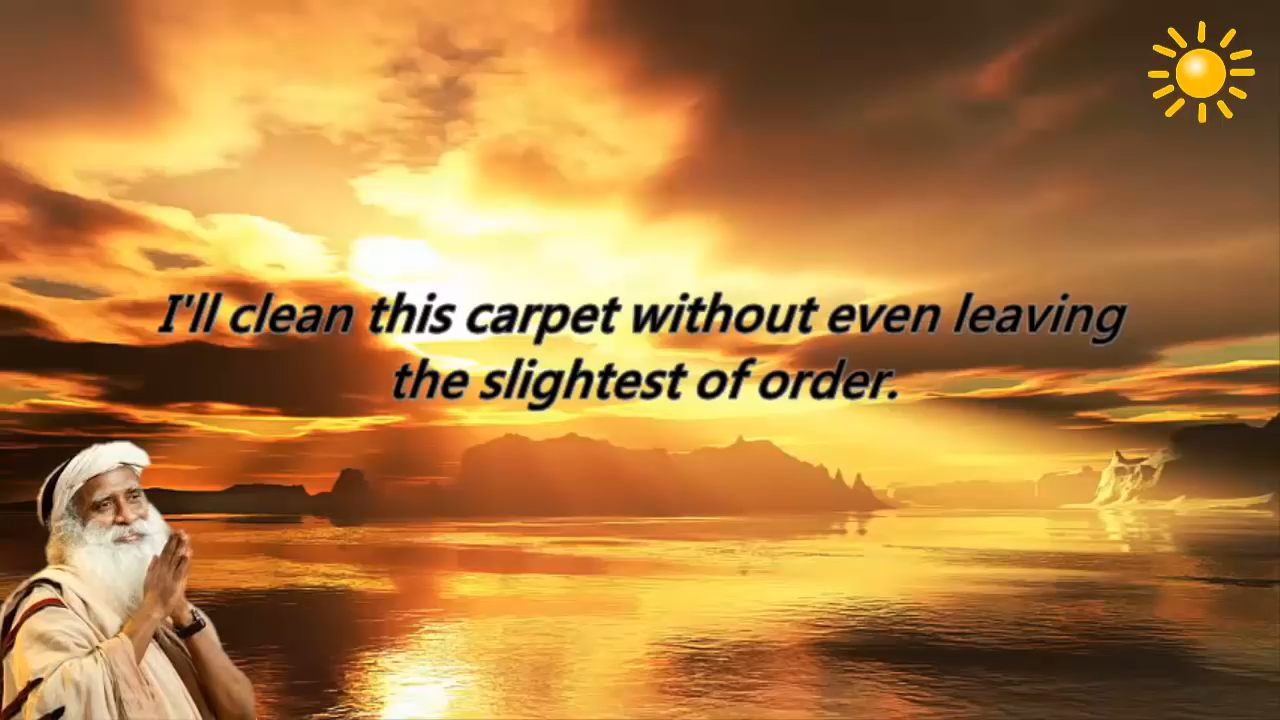 I'll clean this carpet without even leaving
the slightest of order.